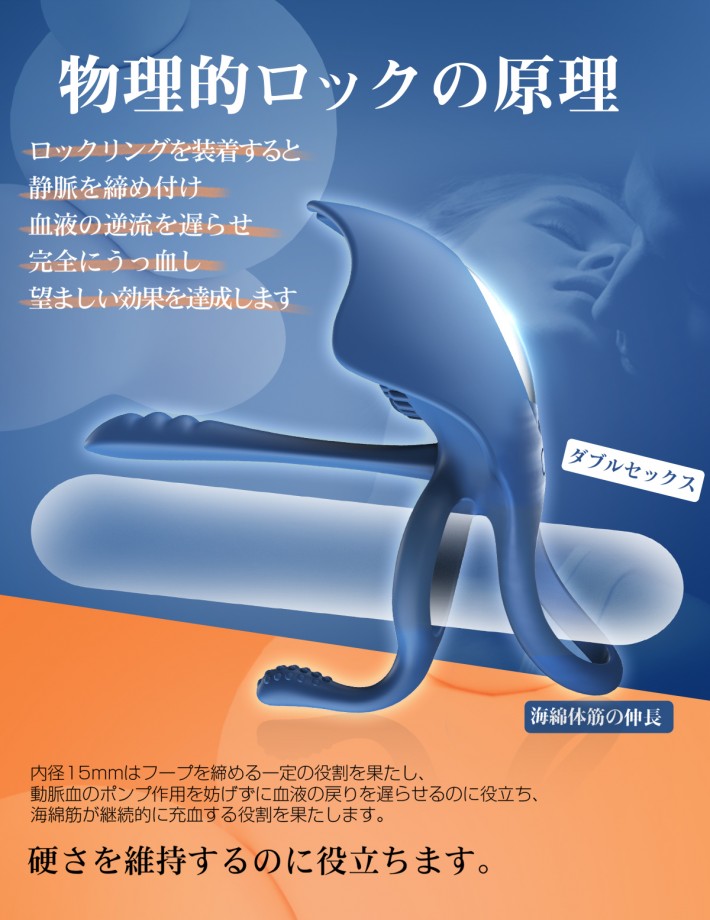 物理的ロックの原理
ロックリングを装着すると
静脈を締め付け
血液の逆流を遅らせ
完全にうっ血し
望ましい効果を達成します
ダブルセックス
海綿体筋の伸長
内径15mmはフープを締める一定の役割を果たし、
動脈血のポンプ作用を妨げずに血液の戻りを遅らせるのに役立ち、
海綿筋が継続的に充血する役割を果たします。
硬さを維持するのに役立ちます。